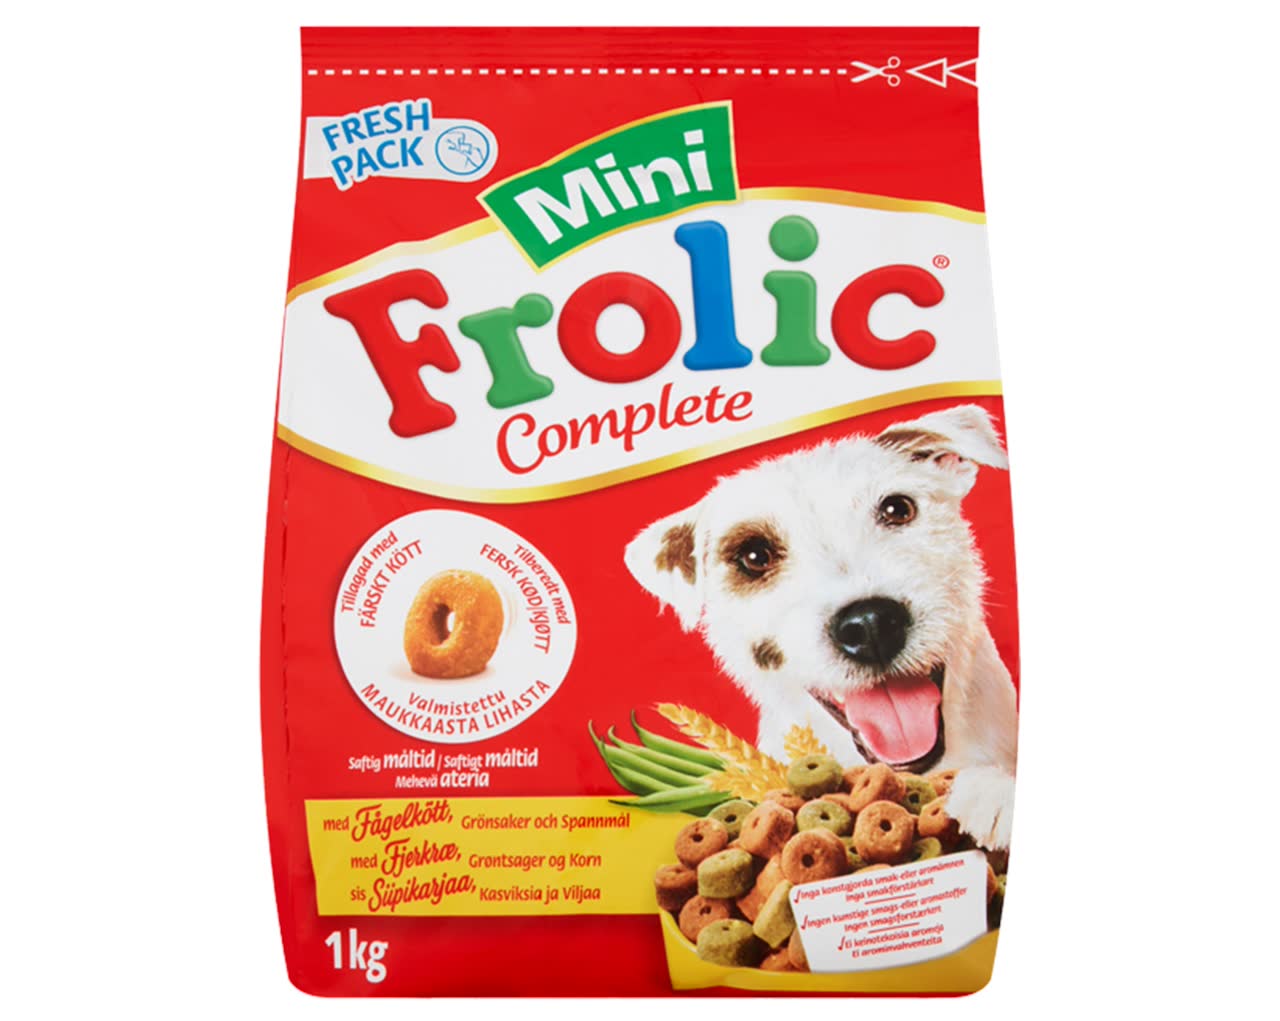 FRESH
PACK
Mini
Frolic®
Complete
Tillagad med
FÄRSKT KÖTT
Tilberedt med
FERSK KØD/KJØTT
Valmistettu
MAUKKAASTA LIHASTA
Saftig måltid / Saftigt måltid
Mehevä ateria
med Fågelkött, Grönsaker och Spannmål
med Fjerkræ, Grøntsager og Korn
sis Siipikarjaa, Kasviksia ja Viljaa
1kg
√Inga konstgjorda smak-eller aromämnen
Inga smakförstärkare
√Ingen kunstige smags-eller aromastoffer
Ingen smagsforstærkert
√Ei keinotekoisia aromeja
Ei arominvahventeita